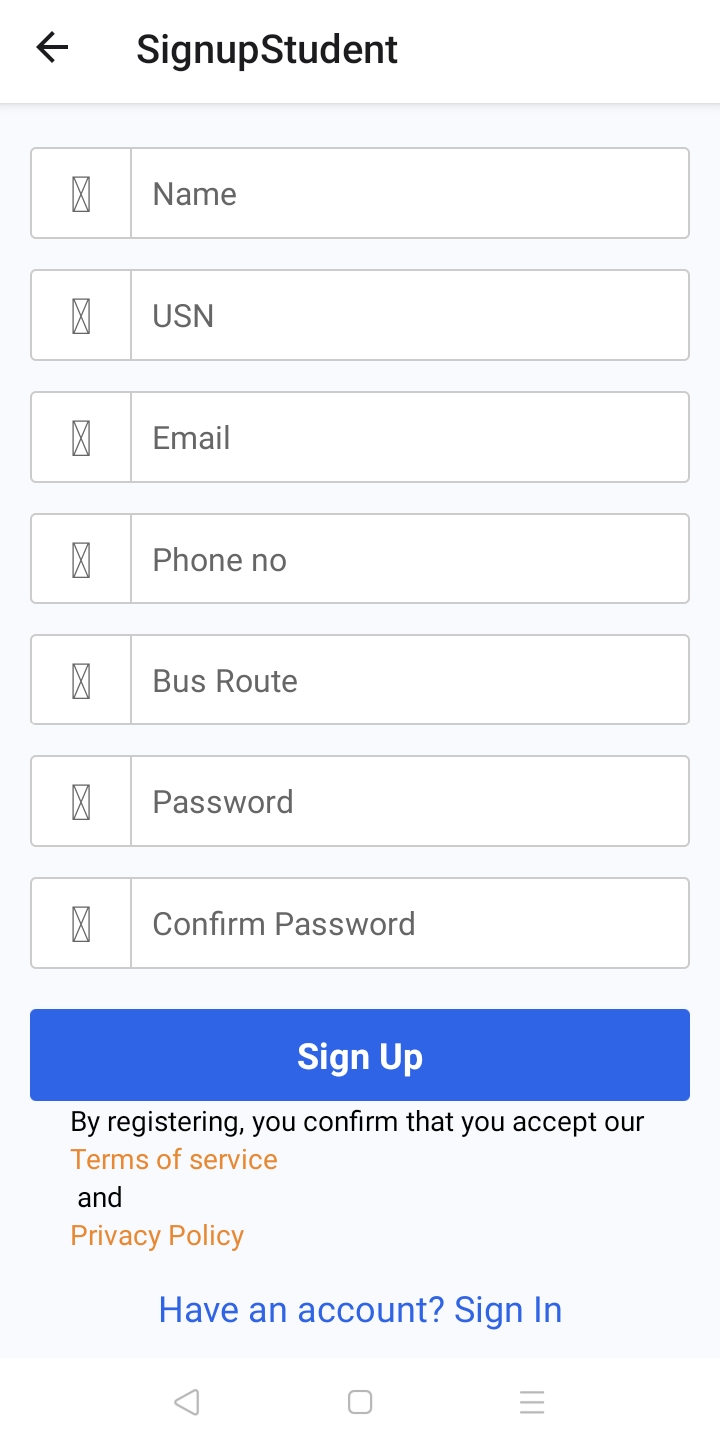 SignupStudent
Name
USN
Email
Phone no
Bus Route
Password
Confirm Password
Sign Up
By registering, you confirm that you accept our
Terms of service
and
Privacy Policy
Have an account? Sign In